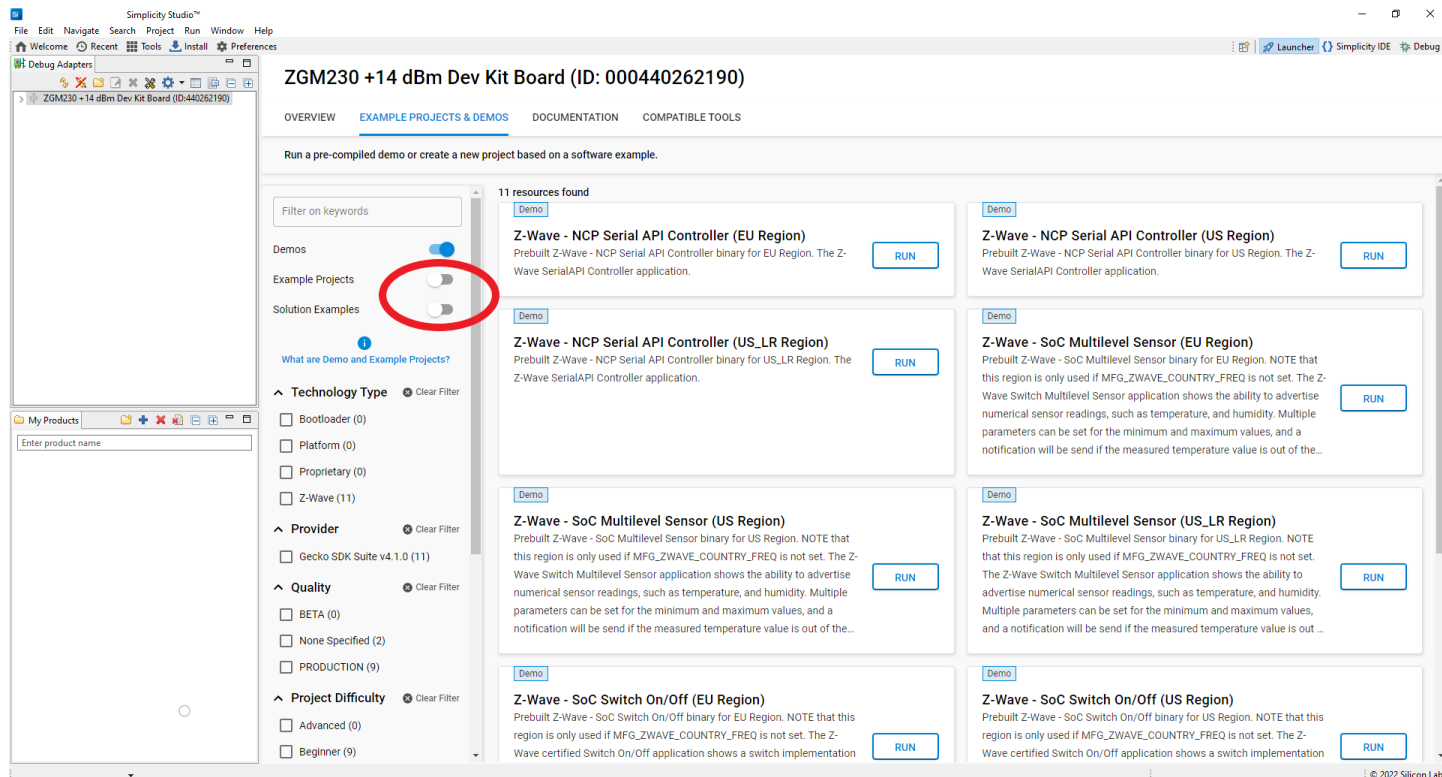 Si Simplicity Studio™
File Edit Navigate Search Project Run Window Help
Welcome Recent Tools Install Preferences
Launcher {} Simplicity IDE Debug
Debug Adapters
ZGM230 +14 dBm Dev Kit Board (ID:440262190)
My Products
Enter product name
ZGM230 +14 dBm Dev Kit Board (ID: 000440262190)
OVERVIEW EXAMPLE PROJECTS & DEMOS DOCUMENTATION COMPATIBLE TOOLS
Run a pre-compiled demo or create a new project based on a software example.
Filter on keywords
Demos
Example Projects
Solution Examples
What are Demo and Example Projects?
Technology Type Clear Filter
Bootloader (0)
Platform (0)
Proprietary (0)
Z-Wave (11)
Provider Clear Filter
Gecko SDK Suite v4.1.0 (11)
Quality Clear Filter
BETA (0)
None Specified (2)
PRODUCTION (9)
Project Difficulty Clear Filter
Advanced (0)
Beginner (9)
11 resources found
Demo
Z-Wave - NCP Serial API Controller (EU Region)
Prebuilt Z-Wave - NCP Serial API Controller binary for EU Region. The Z-
Wave SerialAPI Controller application.
RUN
Demo
Z-Wave - NCP Serial API Controller (US Region)
Prebuilt Z-Wave - NCP Serial API Controller binary for US Region. The Z-
Wave SerialAPI Controller application.
RUN
Demo
Z-Wave - NCP Serial API Controller (US_LR Region)
Prebuilt Z-Wave - NCP Serial API Controller binary for US_LR Region. The
Z-Wave SerialAPI Controller application.
RUN
Demo
Z-Wave - SoC Multilevel Sensor (EU Region)
Prebuilt Z-Wave - SoC Multilevel Sensor binary for EU Region. NOTE that
this region is only used if MFG_ZWAVE_COUNTRY_FREQ is not set. The Z-
Wave Switch Multilevel Sensor application shows the ability to advertise
numerical sensor readings, such as temperature, and humidity. Multiple
parameters can be set for the minimum and maximum values, and a
notification will be send if the measured temperature value is out of the...
RUN
Demo
Z-Wave - SoC Multilevel Sensor (US Region)
Prebuilt Z-Wave - SoC Multilevel Sensor binary for US Region. NOTE that
this region is only used if MFG_ZWAVE_COUNTRY_FREQ is not set. The Z-
Wave Switch Multilevel Sensor application shows the ability to advertise
numerical sensor readings, such as temperature, and humidity. Multiple
parameters can be set for the minimum and maximum values, and a
notification will be send if the measured temperature value is out of the...
RUN
Demo
Z-Wave - SoC Multilevel Sensor (US_LR Region)
Prebuilt Z-Wave - SoC Multilevel Sensor binary for US_LR Region. NOTE
that this region is only used if MFG_ZWAVE_COUNTRY_FREQ is not set.
The Z-Wave Switch Multilevel Sensor application shows the ability to
advertise numerical sensor readings, such as temperature, and humidity.
Multiple parameters can be set for the minimum and maximum values,
and a notification will be send if the measured temperature value is out ...
RUN
Demo
Z-Wave - SoC Switch On/Off (EU Region)
Prebuilt Z-Wave - SoC Switch On/Off binary for EU Region. NOTE that this
region is only used if MFG_ZWAVE_COUNTRY_FREQ is not set. The Z-
Wave certified Switch On/Off application shows a switch implementation
RUN
Demo
Z-Wave - SoC Switch On/Off (US Region)
Prebuilt Z-Wave - SoC Switch On/Off binary for US Region. NOTE that this
region is only used if MFG_ZWAVE_COUNTRY_FREQ is not set. The Z-
Wave certified Switch On/Off application shows a switch implementation
RUN
© 2022 Silicon Lab